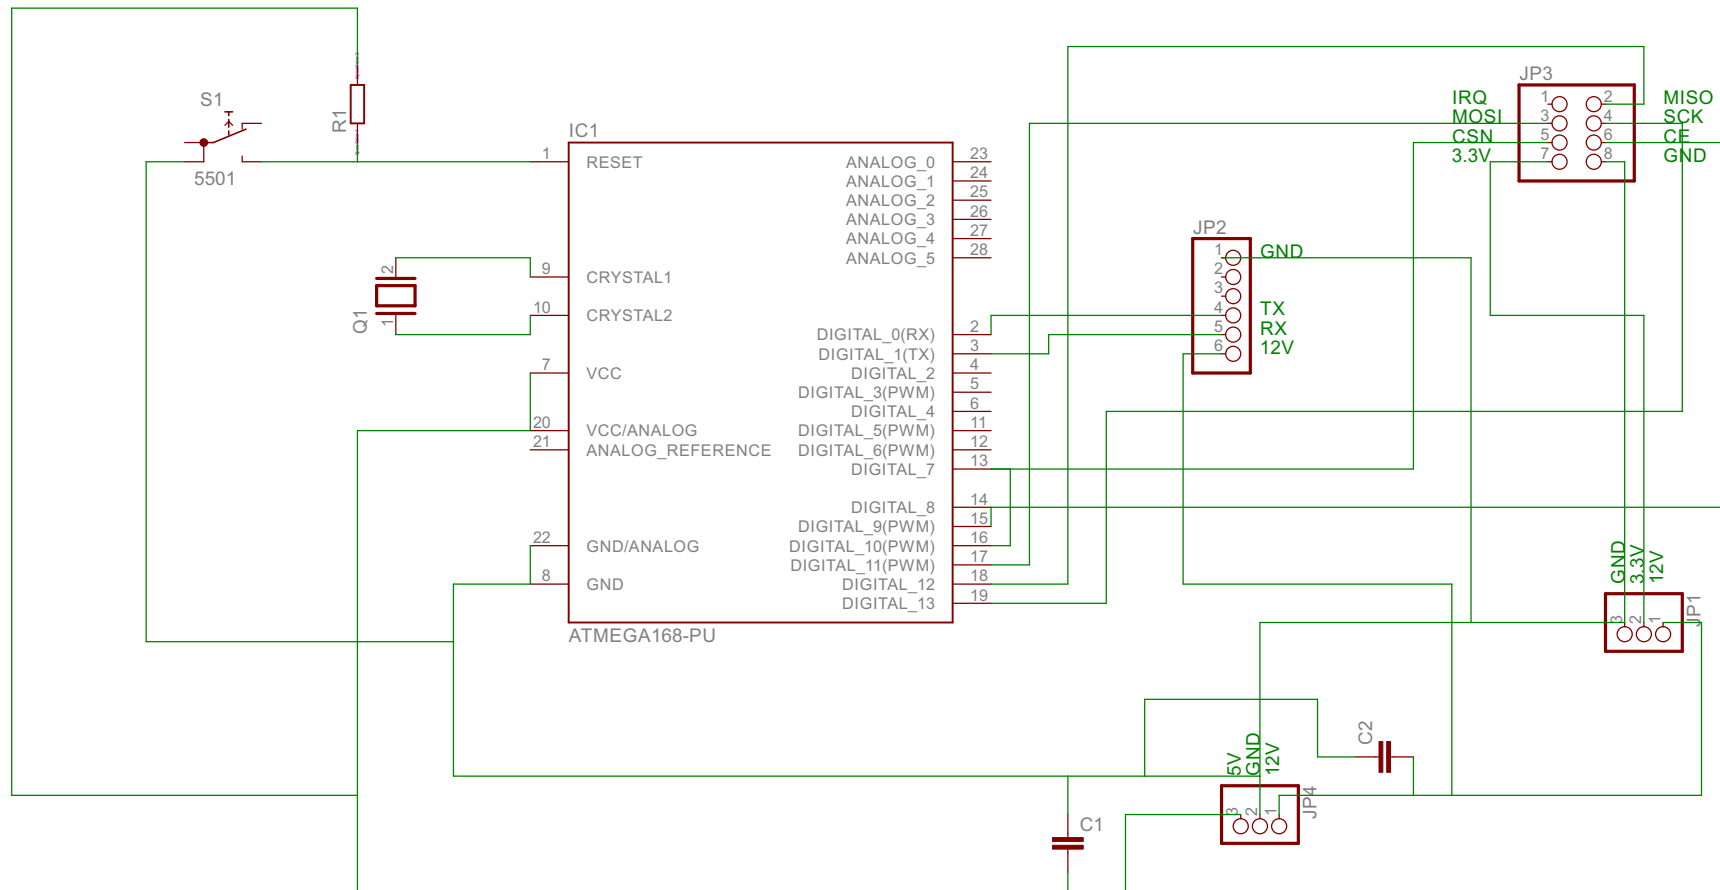 S1
5501
R1
Q1
2
1
IC1
1 RESET
9 CRYSTAL1
10 CRYSTAL2
7 VCC
20 VCC/ANALOG
21 ANALOG_REFERENCE
22 GND/ANALOG
8 GND
ANALOG_0 23
ANALOG_1 24
ANALOG_2 25
ANALOG_3 26
ANALOG_4 27
ANALOG_5 28
DIGITAL_0(RX) 2
DIGITAL_1(TX) 3
DIGITAL_2 4
DIGITAL_3(PWM) 5
DIGITAL_4 6
DIGITAL_5(PWM) 11
DIGITAL_6(PWM) 12
DIGITAL_7 13
DIGITAL_8 14
DIGITAL_9(PWM) 15
DIGITAL_10(PWM) 16
DIGITAL_11(PWM) 17
DIGITAL_12 18
DIGITAL_13 19
ATMEGA168-PU
JP2
1 GND
2
3
4 TX
5 RX
6 12V
JP3
IRQ 1 2 MISO
MOSI 3 4 SCK
CSN 5 6 CE
3.3V 7 8 GND
GND
3.3V
12V
3
2
1
JP1
C2
5V
GND
12V
3
2
1
JP4
C1